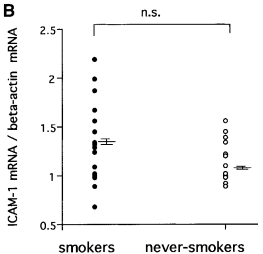 B
n.s.
ICAM-1 mRNA / beta-actin mRNA
2.5
2
1.5
1
0.5
smokers
never-smokers